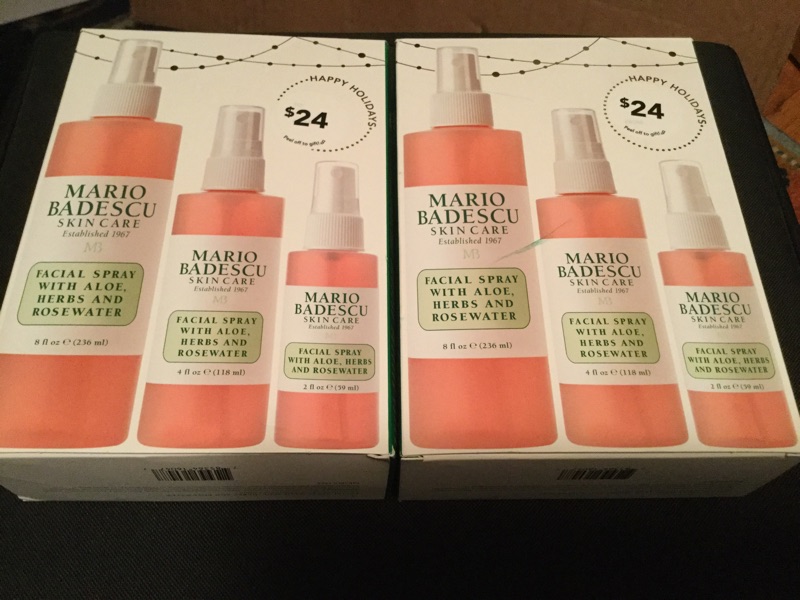 HAPPY HOLIDAYS
$24
Peel off to gift!
MARIO
BADESCU
SKIN CARE
Established 1967
MB
FACIAL SPRAY
WITH ALOE,
HERBS AND
ROSEWATER
8 fl oz ℮ (236 ml)
MARIO
BADESCU
SKIN CARE
Established 1967
MB
FACIAL SPRAY
WITH ALOE,
HERBS AND
ROSEWATER
4 fl oz ℮ (118 ml)
MARIO
BADESCU
SKIN CARE
Established 1967
FACIAL SPRAY
WITH ALOE, HERBS
AND ROSEWATER
2 fl oz ℮ (59 ml)
HAPPY HOLIDAYS
$24
Peel off to gift!
MARIO
BADESCU
SKIN CARE
Established 1967
MB
FACIAL SPRAY
WITH ALOE,
HERBS AND
ROSEWATER
8 fl oz ℮ (236 ml)
MARIO
BADESCU
SKIN CARE
Established 1967
MB
FACIAL SPRAY
WITH ALOE,
HERBS AND
ROSEWATER
4 fl oz ℮ (118 ml)
MARIO
BADESCU
SKIN CARE
Established 1967
FACIAL SPRAY
WITH ALOE, HERBS
AND ROSEWATER
2 fl oz ℮ (59 ml)